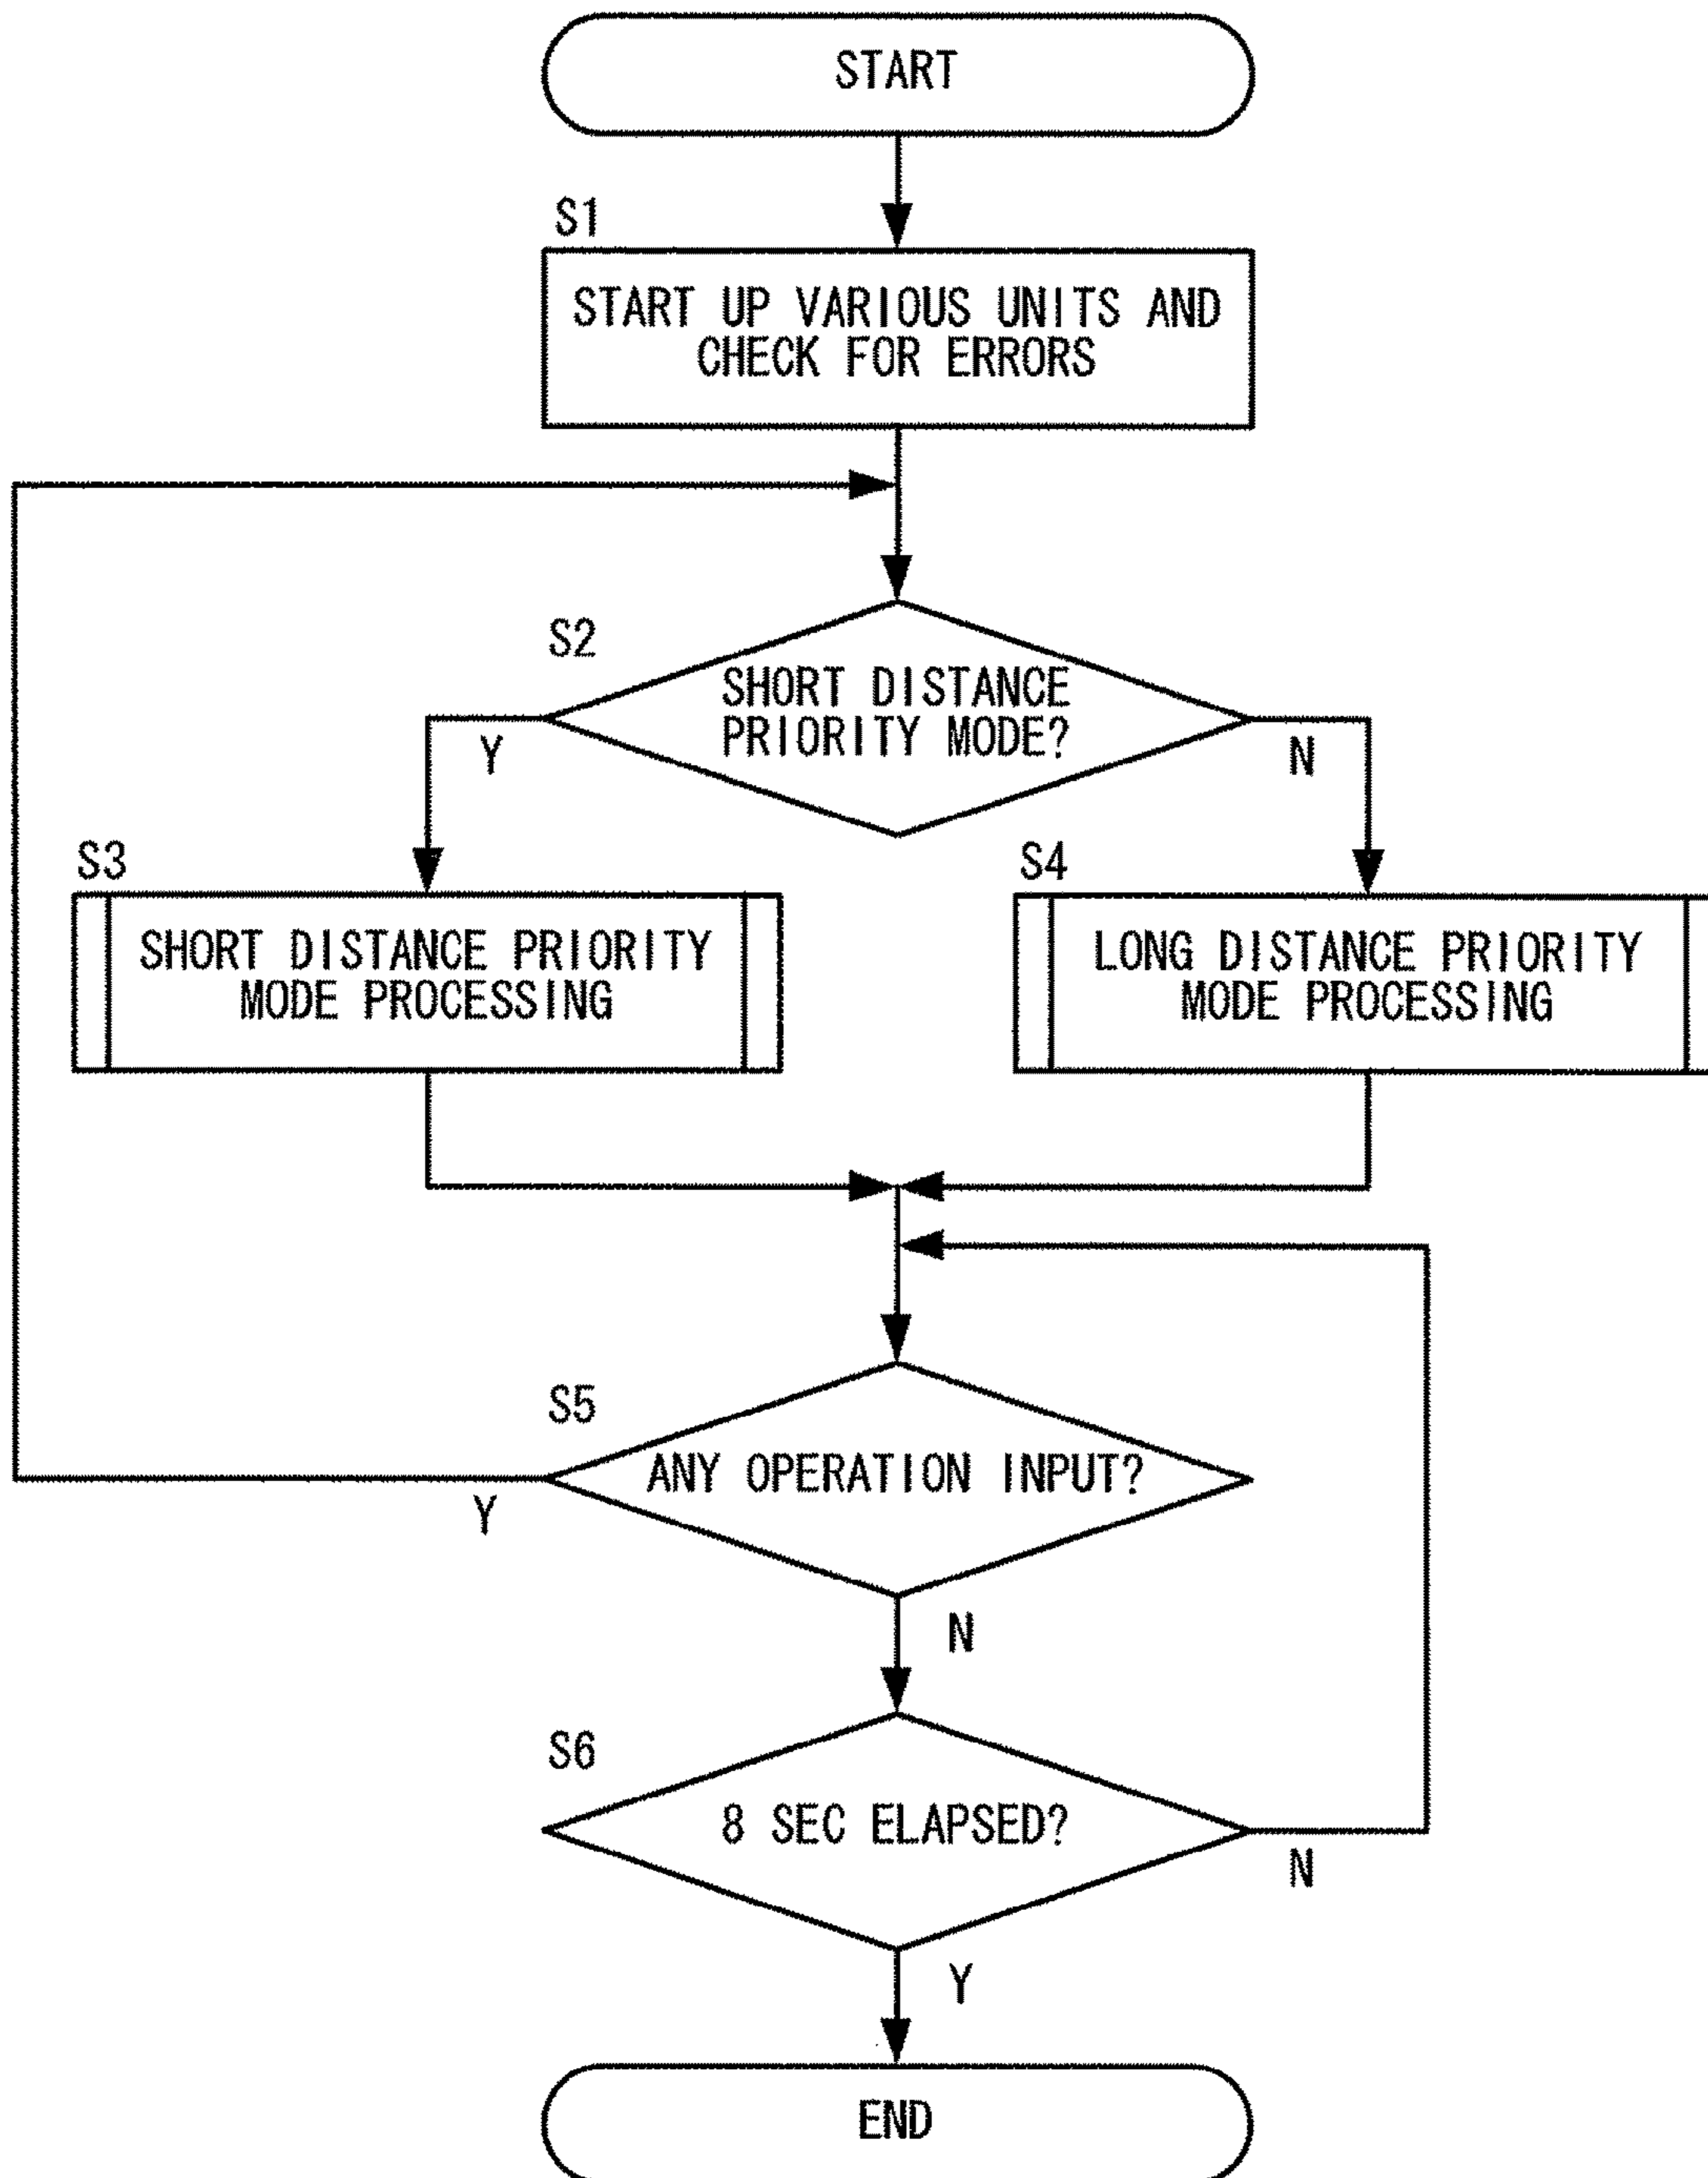 START
S1
START UP VARIOUS UNITS AND
CHECK FOR ERRORS
S2
SHORT DISTANCE
PRIORITY MODE?
Y
N
S3
SHORT DISTANCE PRIORITY
MODE PROCESSING
S4
LONG DISTANCE PRIORITY
MODE PROCESSING
S5
ANY OPERATION INPUT?
Y
N
S6
8 SEC ELAPSED?
N
Y
END